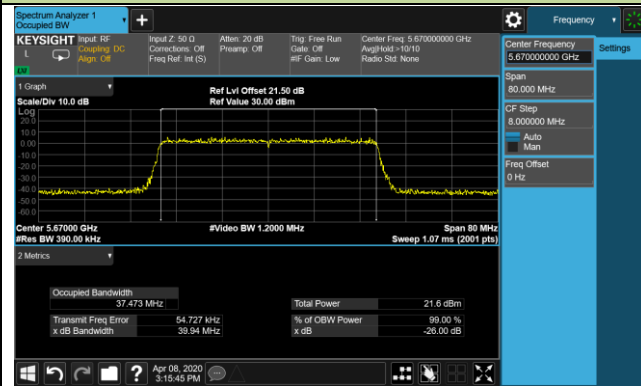 Spectrum Analyzer 1
Occupied BW
+
Frequency
KEYSIGHT
L
Input: RF
Coupling: DC
Align: Off
Input Z: 50 Ω
Corrections: Off
Freq Ref: Int (S)
Atten: 20 dB
Preamp: Off
Trig: Free Run
Gate: Off
#IF Gain: Low
Center Freq: 5.670000000 GHz
Avg|Hold:>10/10
Radio Std: None
Center Frequency
5.670000000 GHz
Settings
Span
80.000 MHz
CF Step
8.000000 MHz
Auto
Man
Freq Offset
0 Hz
1 Graph
Scale/Div 10.0 dB
Ref Lvl Offset 21.50 dB
Ref Value 30.00 dBm
Log
20.0
10.0
0.00
-10.0
-20.0
-30.0
-40.0
-50.0
-60.0
Center 5.67000 GHz
#Video BW 1.2000 MHz
Span 80 MHz
#Res BW 390.00 kHz
Sweep 1.07 ms (2001 pts)
2 Metrics
Occupied Bandwidth
37.473 MHz
Total Power
21.6 dBm
Transmit Freq Error
54.727 kHz
% of OBW Power
99.00 %
x dB Bandwidth
39.94 MHz
x dB
-26.00 dB
?
Apr 08, 2020
3:15:45 PM